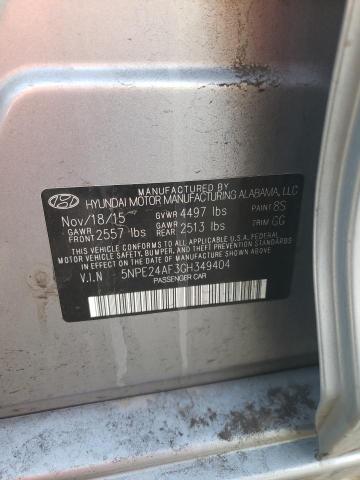 MANUFACTURED BY
HYUNDAI MOTOR MANUFACTURING ALABAMA, LLC
Nov/18/15 GVWR 4497 lbs PAINT 8S
GAWR FRONT 2557 lbs GAWR REAR 2513 lbs TRIM GG
THIS VEHICLE CONFORMS TO ALL APPLICABLE U.S.A. FEDERAL
MOTOR VEHICLE SAFETY, BUMPER, AND THEFT PREVENTION
STANDARDS IN EFFECT ON THE DATE OF MANUFACTURE SHOWN ABOVE.
V.I.N 5NPE24AF3GH349404
PASSENGER CAR